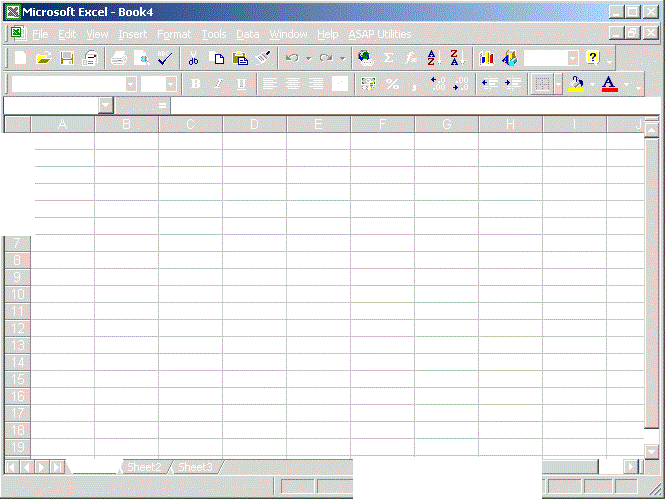 Microsoft Excel - Book4
File Edit View Insert Format Tools Data Window Help ASAP Utilities
B I U
A B C D E F G H I J
7
8
9
10
11
12
13
14
15
16
17
18
19
Sheet2 Sheet3